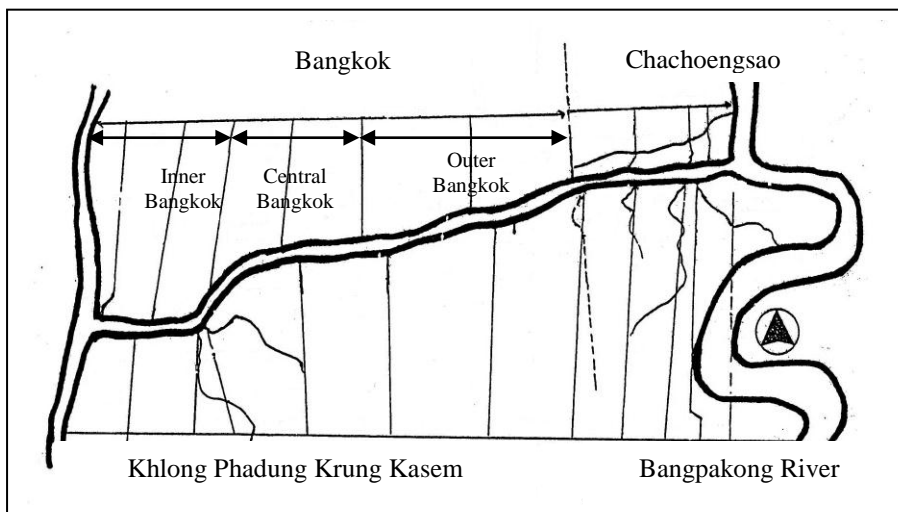 Bangkok
Chachoengsao
Inner
Bangkok
Central
Bangkok
Outer
Bangkok
Khlong Phadung Krung Kasem
Bangpakong River